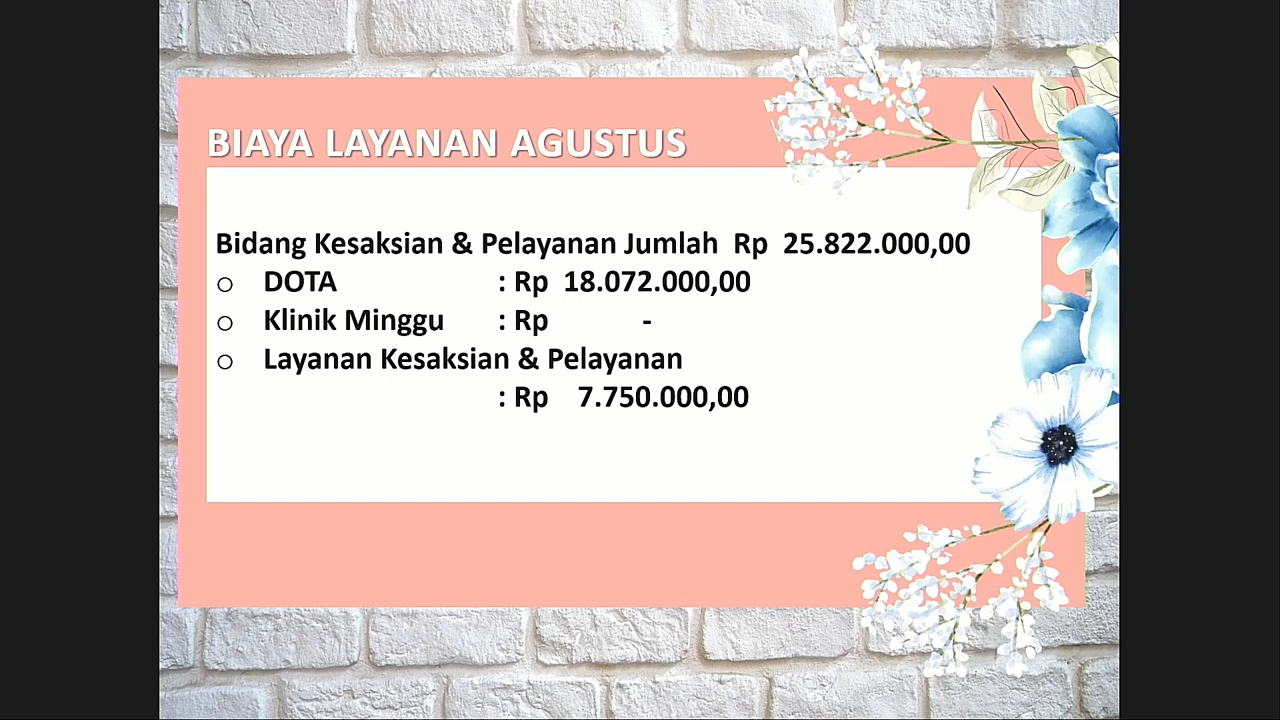 BIAYA LAYANAN AGUSTUS
Bidang Kesaksian & Pelayanan Jumlah Rp 25.822.000,00
o DOTA : Rp 18.072.000,00
o Klinik Minggu : Rp -
o Layanan Kesaksian & Pelayanan
: Rp 7.750.000,00